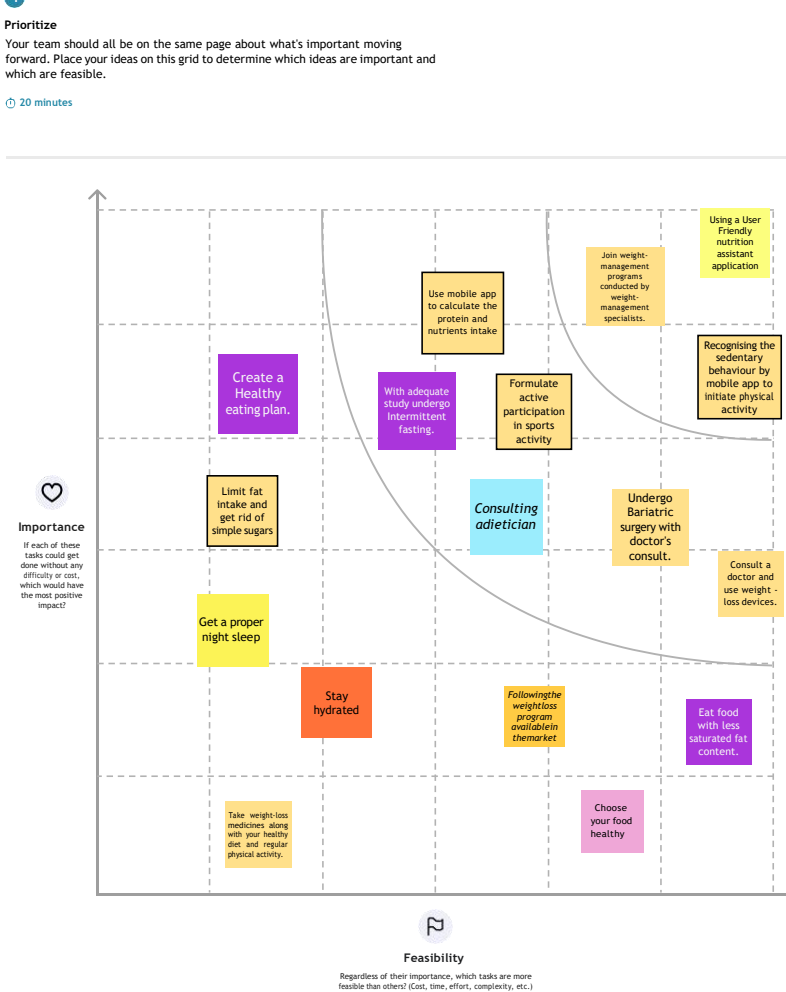 Prioritize
Your team should all be on the same page about what's important moving
forward. Place your ideas on this grid to determine which ideas are important and
which are feasible.
20 minutes
Using a User
Friendly
nutrition
assistant
application
Join weight-
management
programs
conducted by
weight-
management
specialists.
Use mobile app
to calculate the
protein and
nutrients intake
Recognising the
sedentary
behaviour by
mobile app to
initiate physical
activity
Create a
Healthy
eating plan.
With adequate
study undergo
Intermittent
fasting.
Formulate
active
participation
in sports
activity
Limit fat
intake and
get rid of
simple sugars
Consulting
adietician
Undergo
Bariatric
surgery with
doctor's
consult.
Importance
If each of these
tasks could get
done without any
difficulty or cost,
which would have
the most positive
impact?
Consult a
doctor and
use weight -
loss devices.
Get a proper
night sleep
Stay
hydrated
Followingthe
weightloss
program
availablein
themarket
Eat food
with less
saturated fat
content.
Take weight-loss
medicines along
with your healthy
diet and regular
physical activity.
Choose
your food
healthy
Feasibility
Regardless of their importance, which tasks are more
feasible than others? (Cost, time, effort, complexity, etc.)